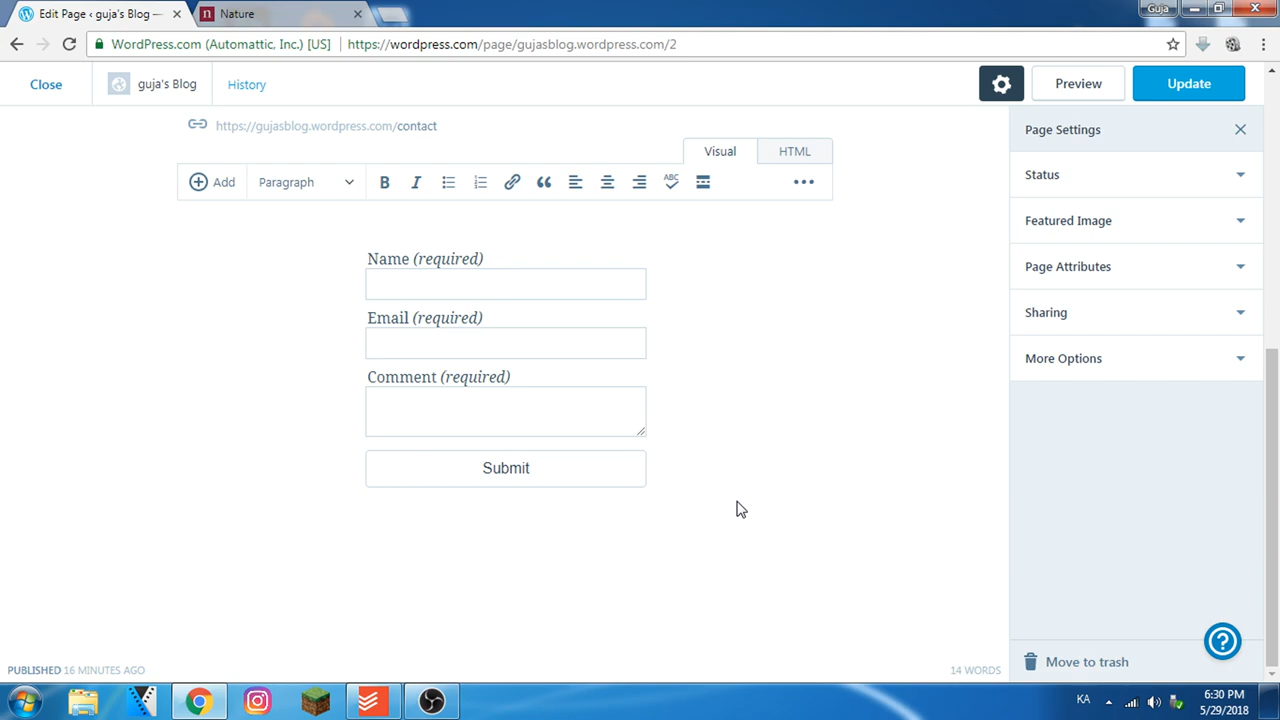 Edit Page ‹ guja's Blog —
Nature
Guja
WordPress.com (Automattic, Inc.) [US]
https://wordpress.com/page/gujasblog.wordpress.com/2
Close
guja's Blog
History
Preview
Update
https://gujasblog.wordpress.com/contact
Visual
HTML
Add
Paragraph
B
I
ABC
Name (required)
Email (required)
Comment (required)
Submit
Page Settings
Status
Featured Image
Page Attributes
Sharing
More Options
Move to trash
PUBLISHED 16 MINUTES AGO
14 WORDS
KA
6:30 PM
5/29/2018